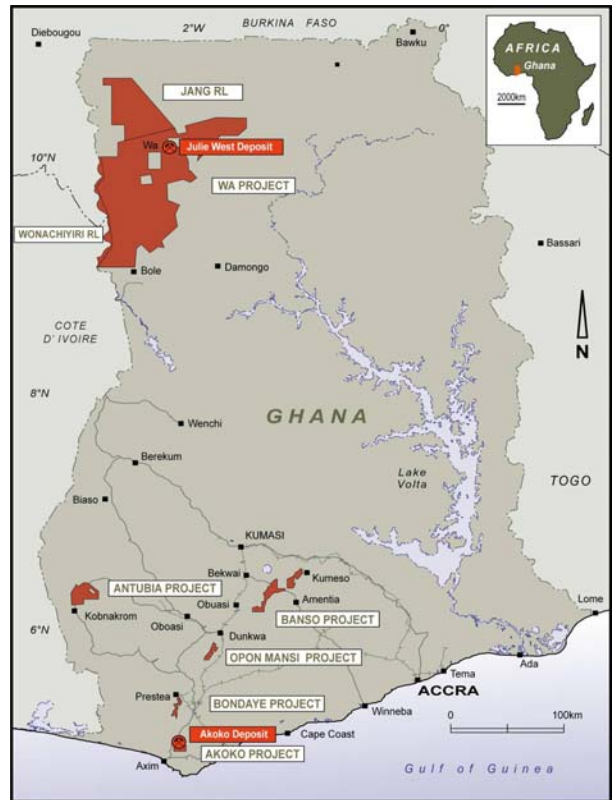 Diebougou
2°W
BURKINA FASO
0°
Bawku
AFRICA
Ghana
2000km
JANG RL
Wa
Julie West Deposit
10°N
WA PROJECT
WONACHIYIRI RL
Bassari
Bole
Damongo
COTE
D' IVOIRE
N
8°N
GHANA
Wenchi
Berekum
Lake
Volta
TOGO
Biaso
KUMASI
Bekwai
Kumeso
ANTUBIA PROJECT
Obuasi
Amentia
Lome
Kobnakrom
Oboasi
BANSO PROJECT
6°N
Dunkwa
OPON MANSI PROJECT
Ada
Tema
ACCRA
Prestea
BONDAYE PROJECT
Winneba
0
100km
Akoko Deposit
Cape Coast
AKOKO PROJECT
Axim
Gulf of Guinea